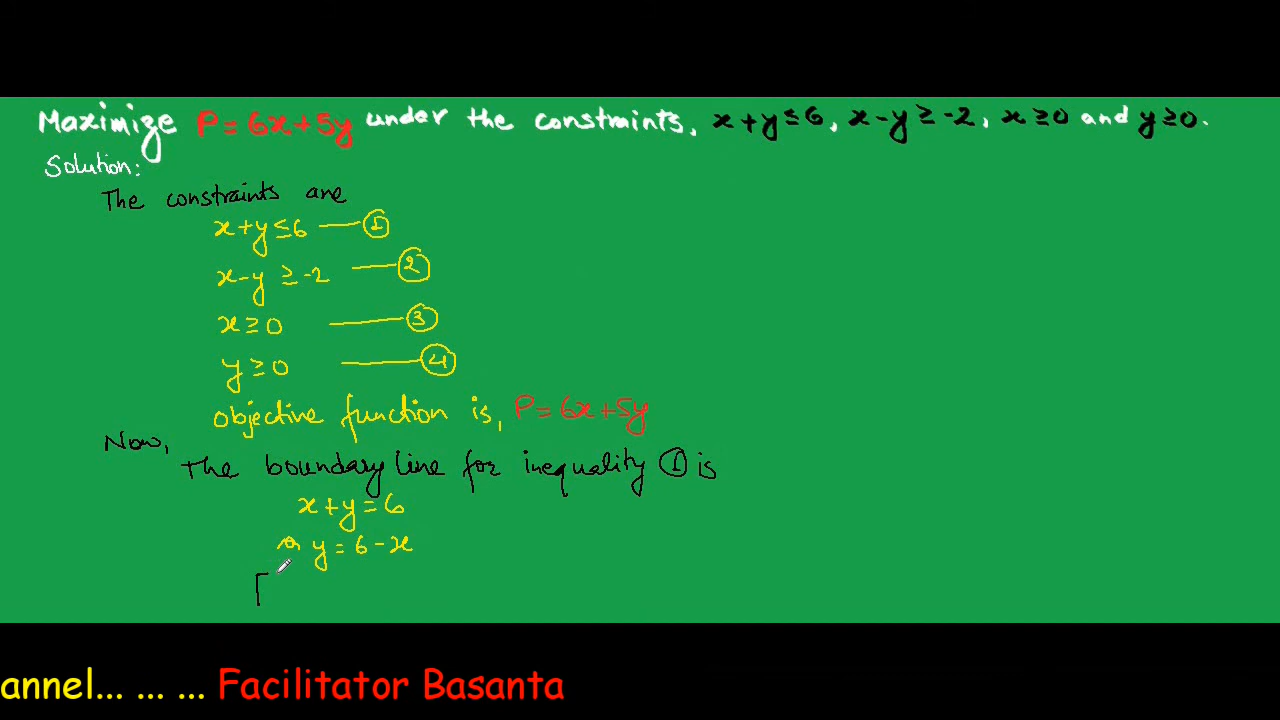 Maximize P = 6x+5y under the constmints, x+y≤6, x-y≥-2, x≥0 and y≥0.
Solution:
The constraints are
x+y≤6 — ①
x-y ≥ -2 — ②
x≥0 — ③
y≥0 — ④
objective function is, P = 6x+5y
Now,
The boundary line for inequality ① is
x+y=6
or y = 6-x
annel... ... ... Facilitator Basanta